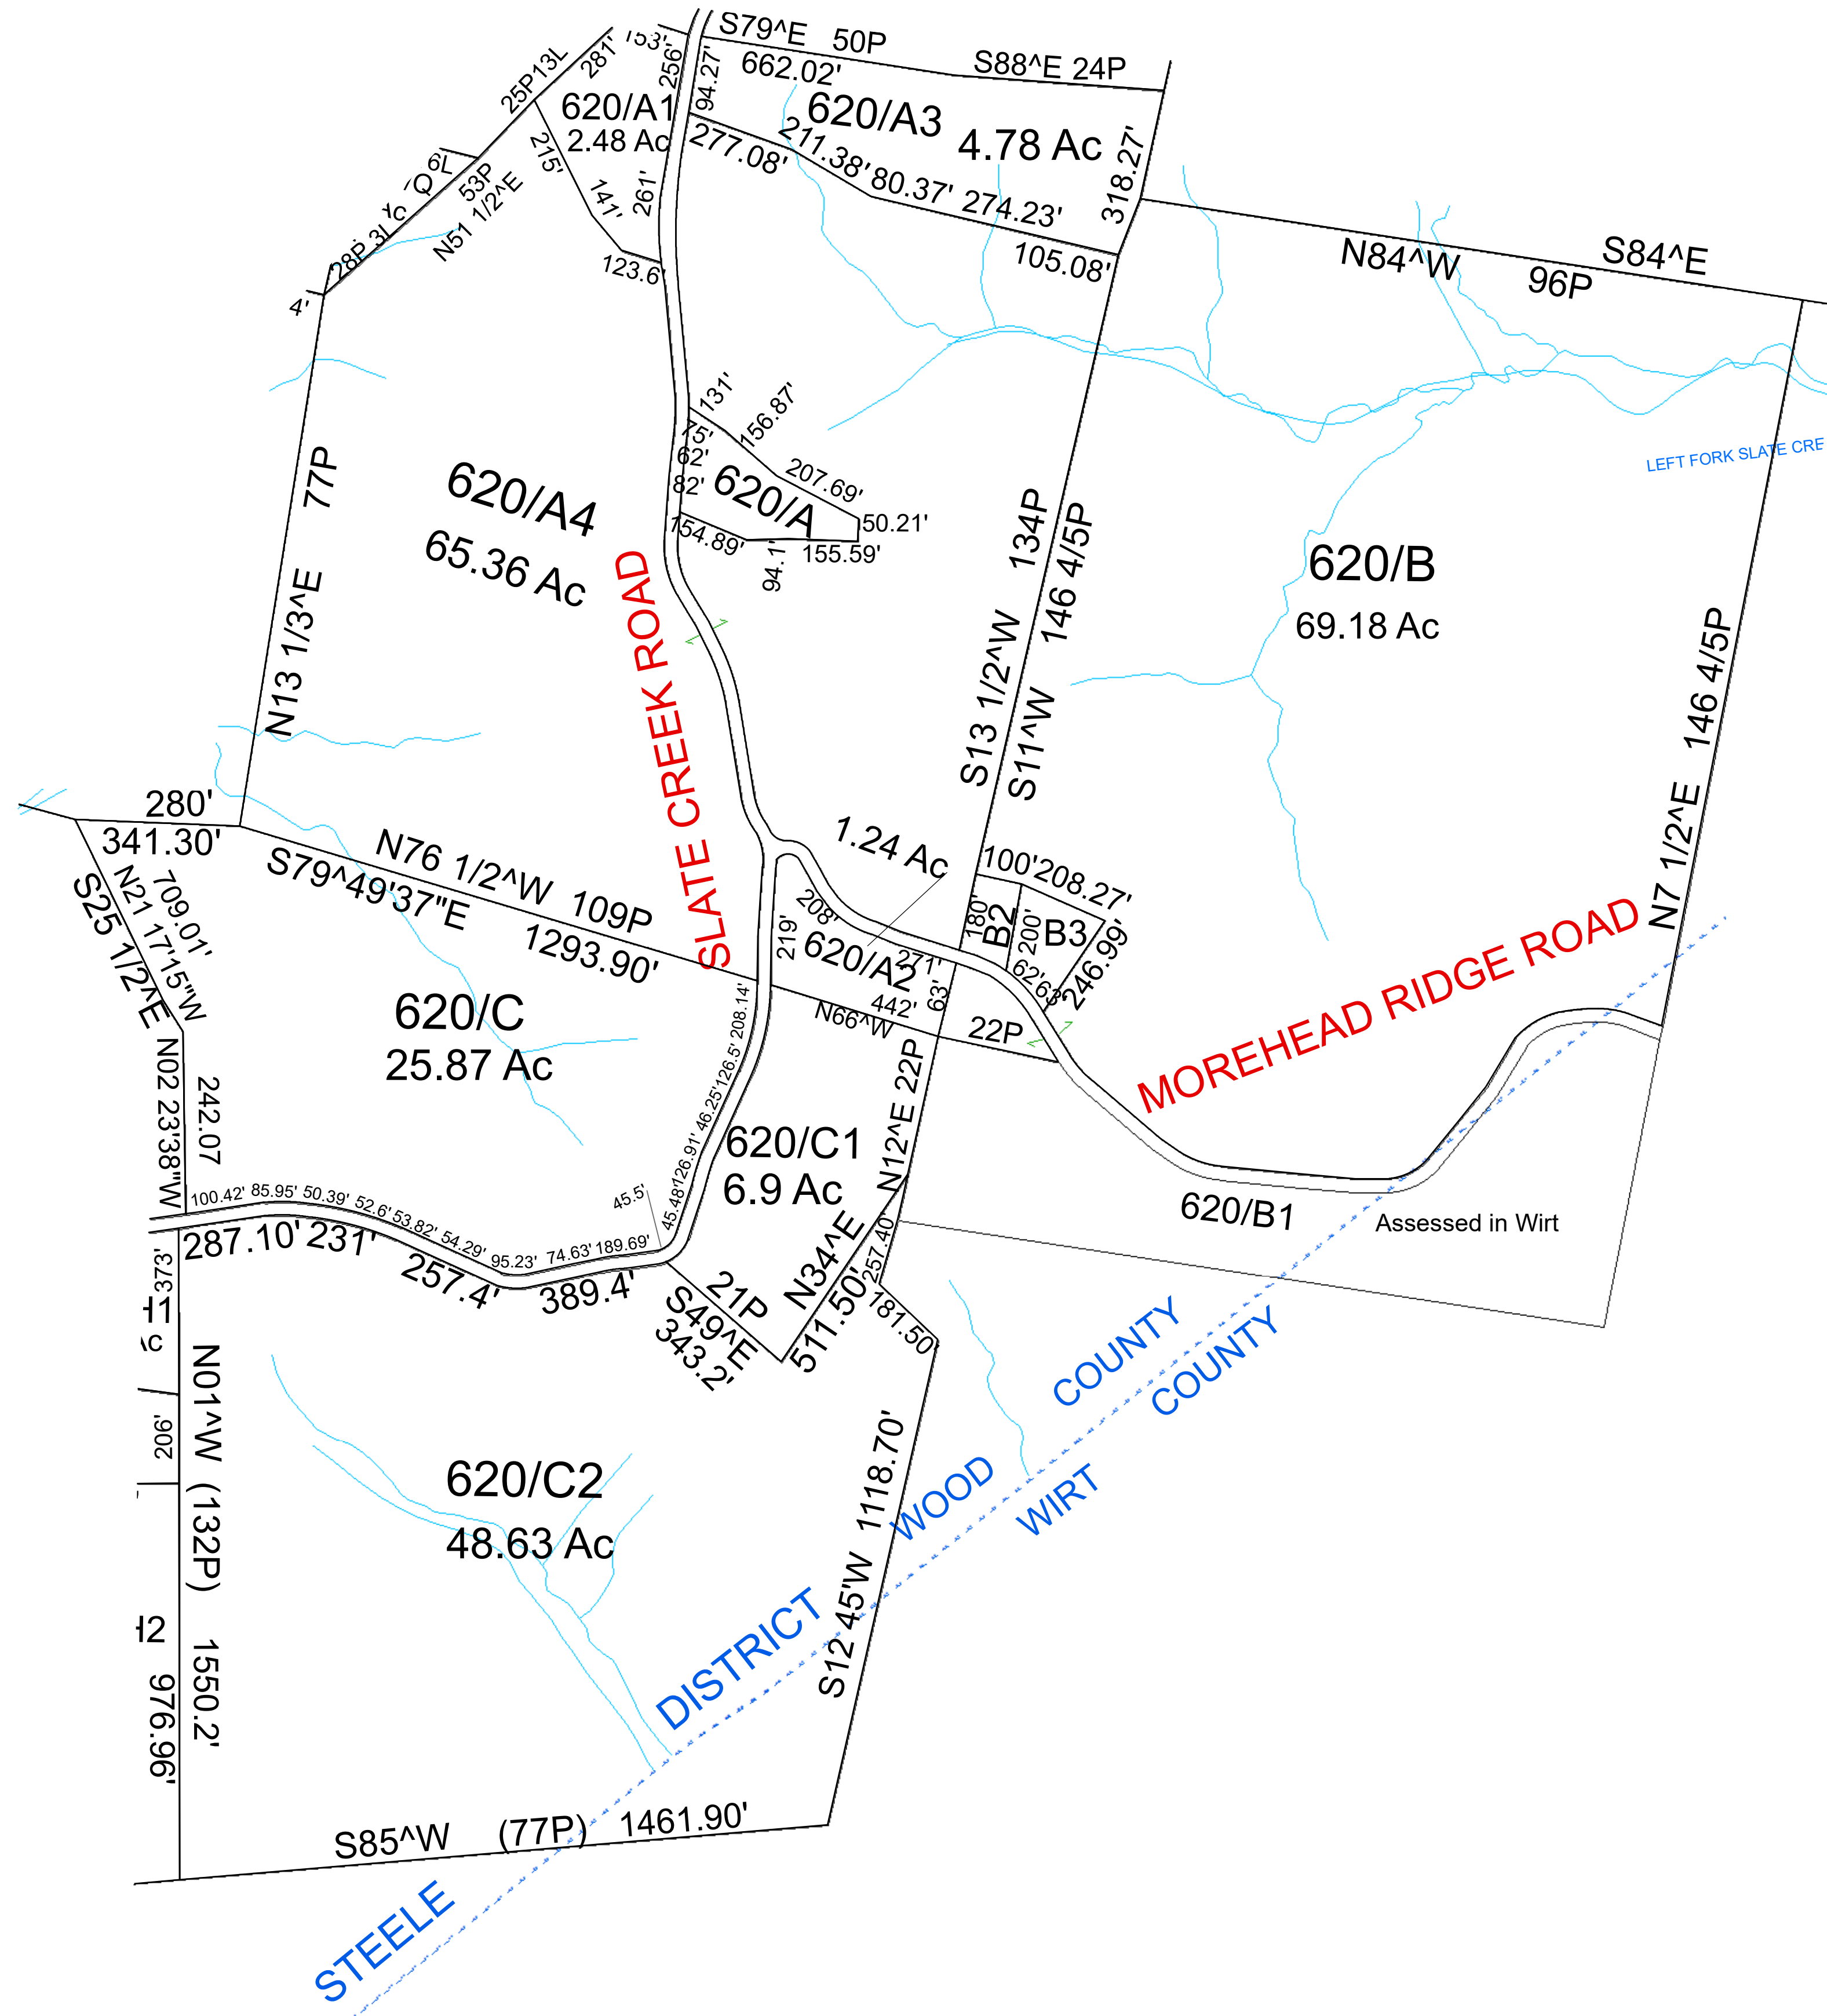 S79^E 50P
S88^E 24P
153'
256'
94.27'
662.02'
25P13L
281'
620/A1
2.48 Ac
620/A3
4.78 Ac
277.08'
211.38'
80.37'
274.23'
318.27'
105.08'
215'
141'
261'
123.6'
6L
53P
N51 1/2^E
28P
3L
4'
N84^W
96P
S84^E
LEFT FORK SLATE CRE
131'
156.87'
75'
62'
82'
207.69'
620/A
50.21'
154.89'
94.1'
155.59'
620/A4
65.36 Ac
N13 1/3^E 77P
SLATE CREEK ROAD
S13 1/2^W 134P
S11^W 146 4/5P
620/B
69.18 Ac
N7 1/2^E 146 4/5P
280'
341.30'
N76 1/2^W 109P
S79^49'37"E
1293.90'
709.01'
N21 17'15"W
S25 1/2^E
1.24 Ac
208'
219'
620/A2
271'
442'
63'
N66^W
22P
100'
208.27'
180'
B2
200'
B3
62'
63'
246.99'
MOREHEAD RIDGE ROAD
620/C
25.87 Ac
N02 23'38"W
242.07
208.14'
126.5'
46.25'
126.91'
45.48'
45.5'
620/C1
6.9 Ac
N12^E 22P
N34^E
511.50'
257.40'
181.50'
100.42' 85.95' 50.39' 52.6' 53.82' 54.29' 95.23' 74.63' 189.69'
287.10' 231'
257.4'
389.4'
21P
S49^E
343.2'
620/B1
Assessed in Wirt
373'
206'
N01^W (132P) 1550.2'
976.96'
620/C2
48.63 Ac
S12 45'W 1118.70'
WOOD COUNTY
WIRT COUNTY
STEELE DISTRICT
S85^W (77P) 1461.90'